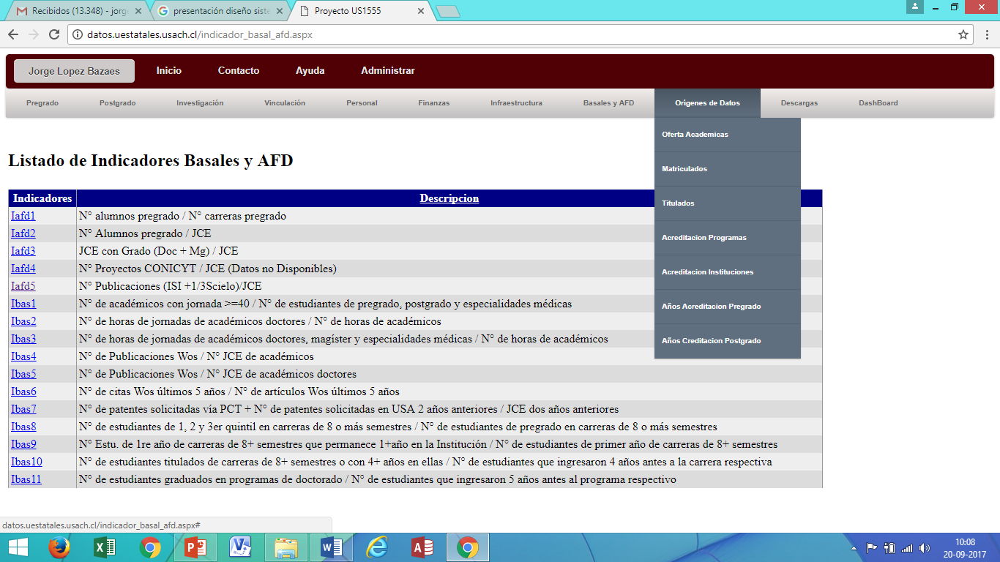 Recibidos (13.348) - jorge
presentación diseño siste
Proyecto US1555
datos.uestatales.usach.cl/indicador_basal_afd.aspx
Jorge Lopez Bazaes Inicio Contacto Ayuda Administrar
Pregrado Postgrado Investigación Vinculación Personal Finanzas Infraestructura Basales y AFD Orígenes de Datos Descargas DashBoard
Oferta Academicas
Matriculados
Titulados
Acreditacion Programas
Acreditacion Instituciones
Años Acreditacion Pregrado
Años Creditacion Postgrado
Listado de Indicadores Basales y AFD
Indicadores Descripcion
Iafd1 N° alumnos pregrado / N° carreras pregrado
Iafd2 N° Alumnos pregrado / JCE
Iafd3 JCE con Grado (Doc + Mg) / JCE
Iafd4 N° Proyectos CONICYT / JCE (Datos no Disponibles)
Iafd5 N° Publicaciones (ISI +1/3Scielo)/JCE
Ibas1 N° de académicos con jornada >=40 / N° de estudiantes de pregrado, postgrado y especialidades médicas
Ibas2 N° de horas de jornadas de académicos doctores / N° de horas de académicos
Ibas3 N° de horas de jornadas de académicos doctores, magíster y especialidades médicas / N° de horas de académicos
Ibas4 N° de Publicaciones Wos / N° JCE de académicos
Ibas5 N° de Publicaciones Wos / N° JCE de académicos doctores
Ibas6 N° de citas Wos últimos 5 años / N° de artículos Wos últimos 5 años
Ibas7 N° de patentes solicitadas vía PCT + N° de patentes solicitadas en USA 2 años anteriores / JCE dos años anteriores
Ibas8 N° de estudiantes de 1, 2 y 3er quintil en carreras de 8 o más semestres / N° de estudiantes de pregrado en carreras de 8 o más semestres
Ibas9 N° Estu. de 1re año de carreras de 8+ semestres que permanece 1+año en la Institución / N° de estudiantes de primer año de carreras de 8+ semestres
Ibas10 N° de estudiantes titulados de carreras de 8+ semestres o con 4+ años en ellas / N° de estudiantes que ingresaron 4 años antes a la carrera respectiva
Ibas11 N° de estudiantes graduados en programas de doctorado / N° de estudiantes que ingresaron 5 años antes al programa respectivo
datos.uestatales.usach.cl/indicador_basal_afd.aspx#
10:08
20-09-2017